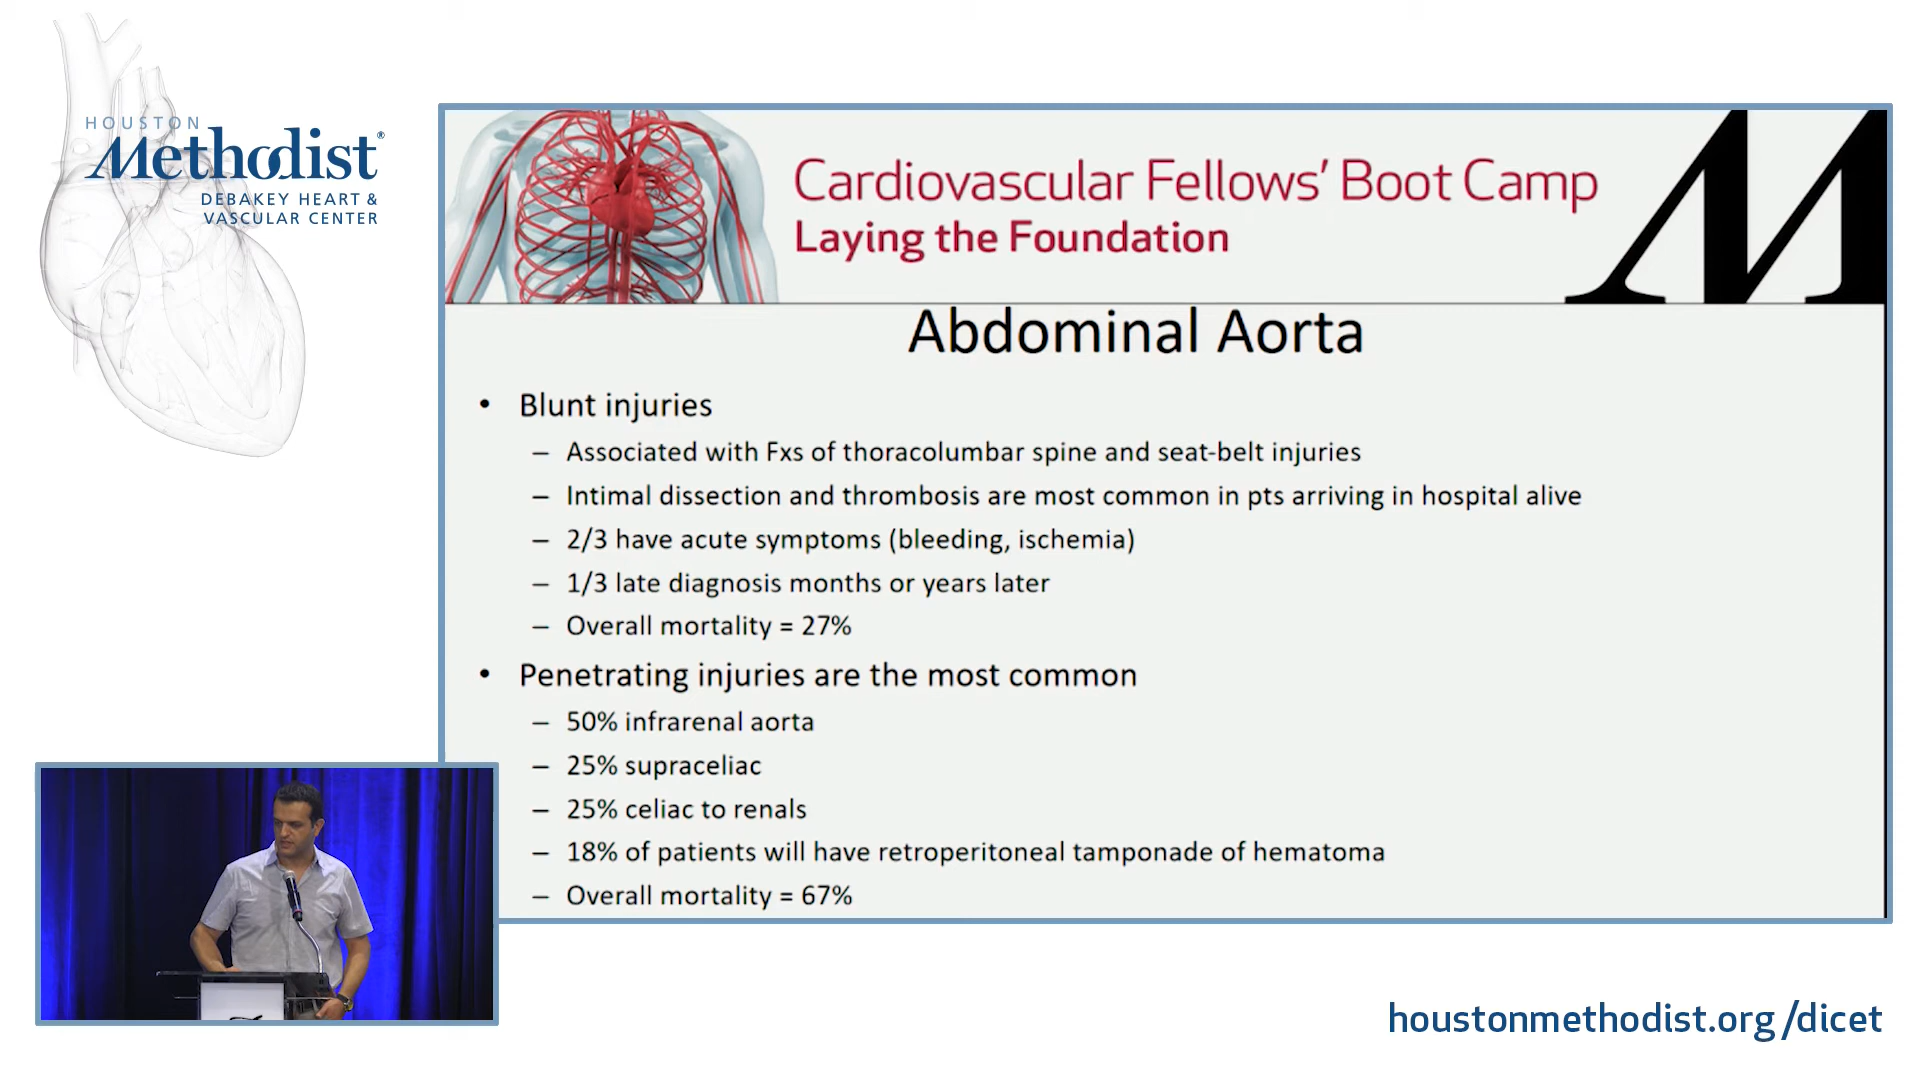 HOUSTON
Methodist®
DEBAKEY HEART &
VASCULAR CENTER
Cardiovascular Fellows' Boot Camp
Laying the Foundation
M
Abdominal Aorta
• Blunt injuries
– Associated with Fxs of thoracolumbar spine and seat-belt injuries
– Intimal dissection and thrombosis are most common in pts arriving in hospital alive
– 2/3 have acute symptoms (bleeding, ischemia)
– 1/3 late diagnosis months or years later
– Overall mortality = 27%
• Penetrating injuries are the most common
– 50% infrarenal aorta
– 25% supraceliac
– 25% celiac to renals
– 18% of patients will have retroperitoneal tamponade of hematoma
– Overall mortality = 67%
houstonmethodist.org/dicet